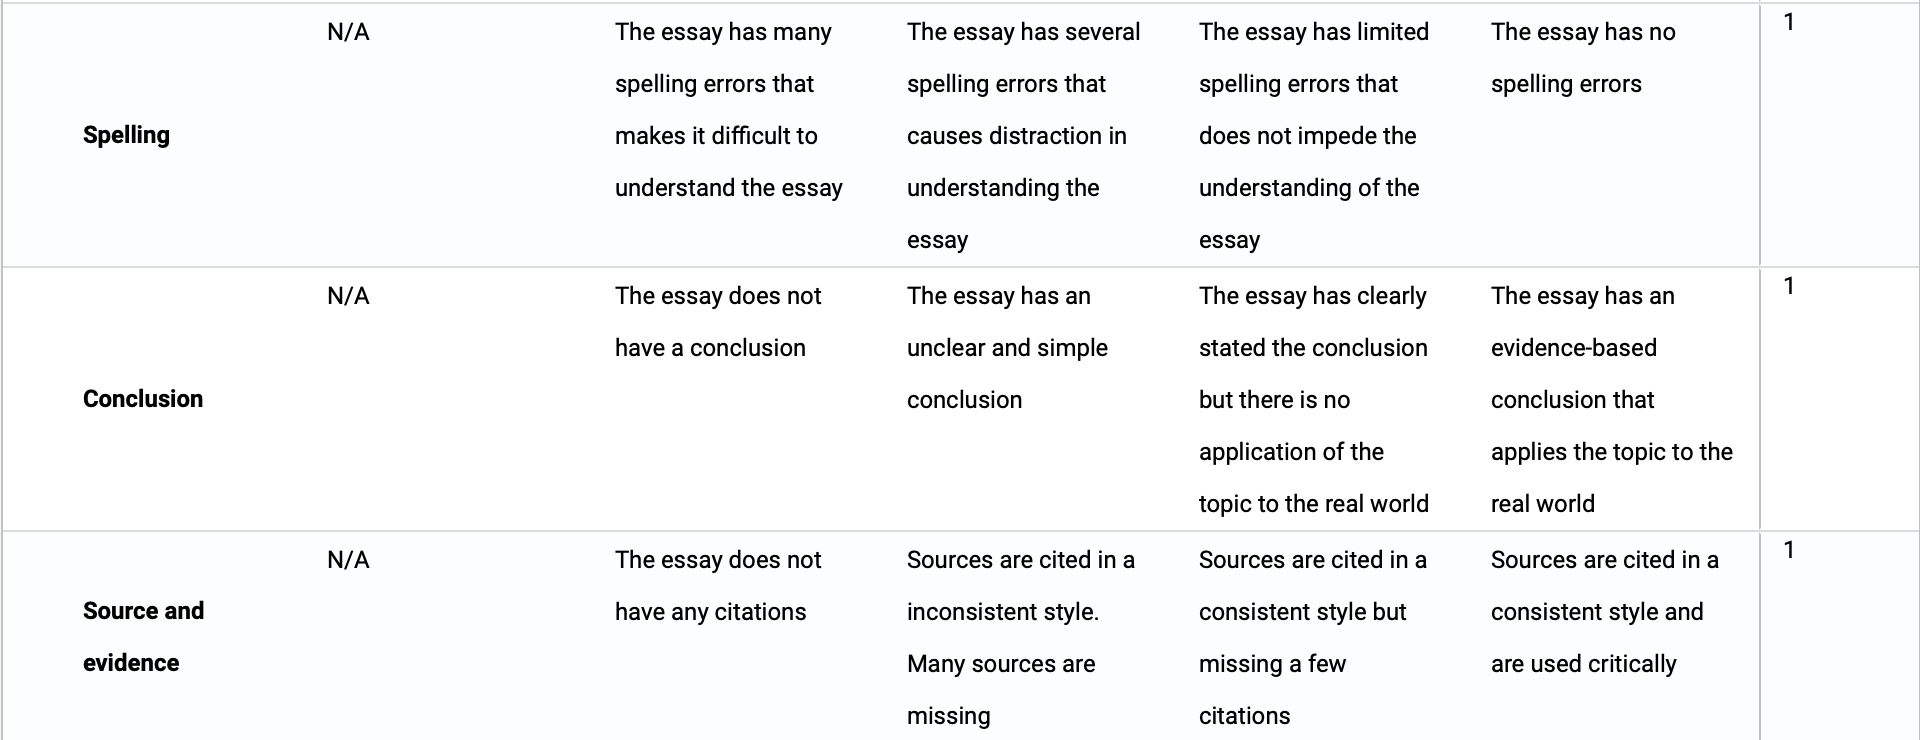 Spelling
N/A
The essay has many
spelling errors that
makes it difficult to
understand the essay
The essay has several
spelling errors that
causes distraction in
understanding the
essay
The essay has limited
spelling errors that
does not impede the
understanding of the
essay
The essay has no
spelling errors
1
Conclusion
N/A
The essay does not
have a conclusion
The essay has an
unclear and simple
conclusion
The essay has clearly
stated the conclusion
but there is no
application of the
topic to the real world
The essay has an
evidence-based
conclusion that
applies the topic to the
real world
1
Source and
evidence
N/A
The essay does not
have any citations
Sources are cited in a
inconsistent style.
Many sources are
missing
Sources are cited in a
consistent style but
missing a few
citations
Sources are cited in a
consistent style and
are used critically
1